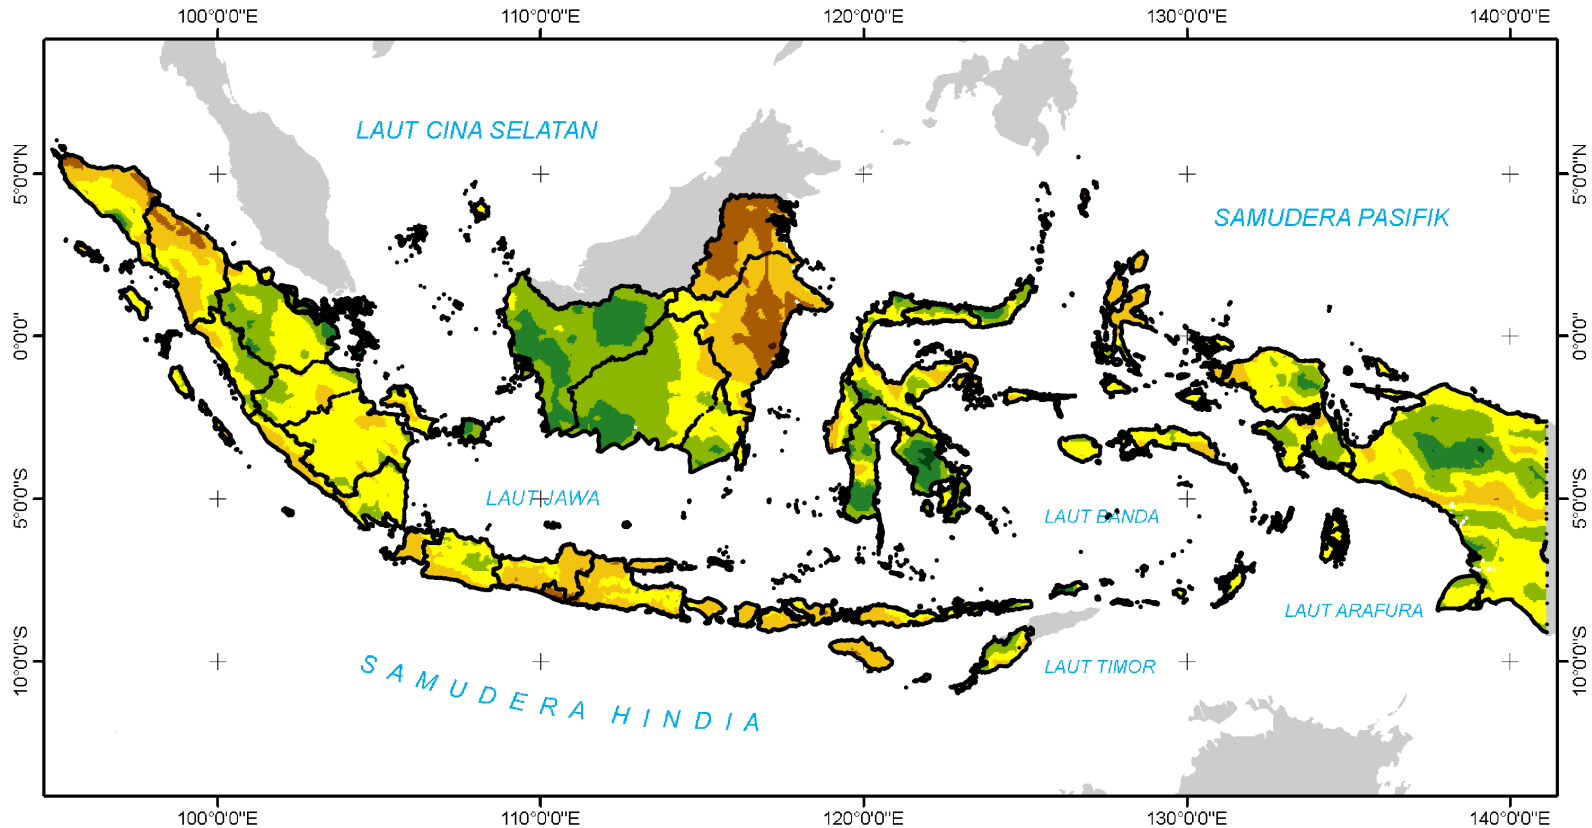 100°0'0"E 110°0'0"E 120°0'0"E 130°0'0"E 140°0'0"E
LAUT CINA SELATAN
5°0'0"N 5°0'0"N
SAMUDERA PASIFIK
0°0'0" 0°0'0"
LAUT JAWA
5°0'0"S 5°0'0"S
LAUT BANDA
LAUT ARAFURA
10°0'0"S 10°0'0"S
LAUT TIMOR
SAMUDERA HINDIA
100°0'0"E 110°0'0"E 120°0'0"E 130°0'0"E 140°0'0"E